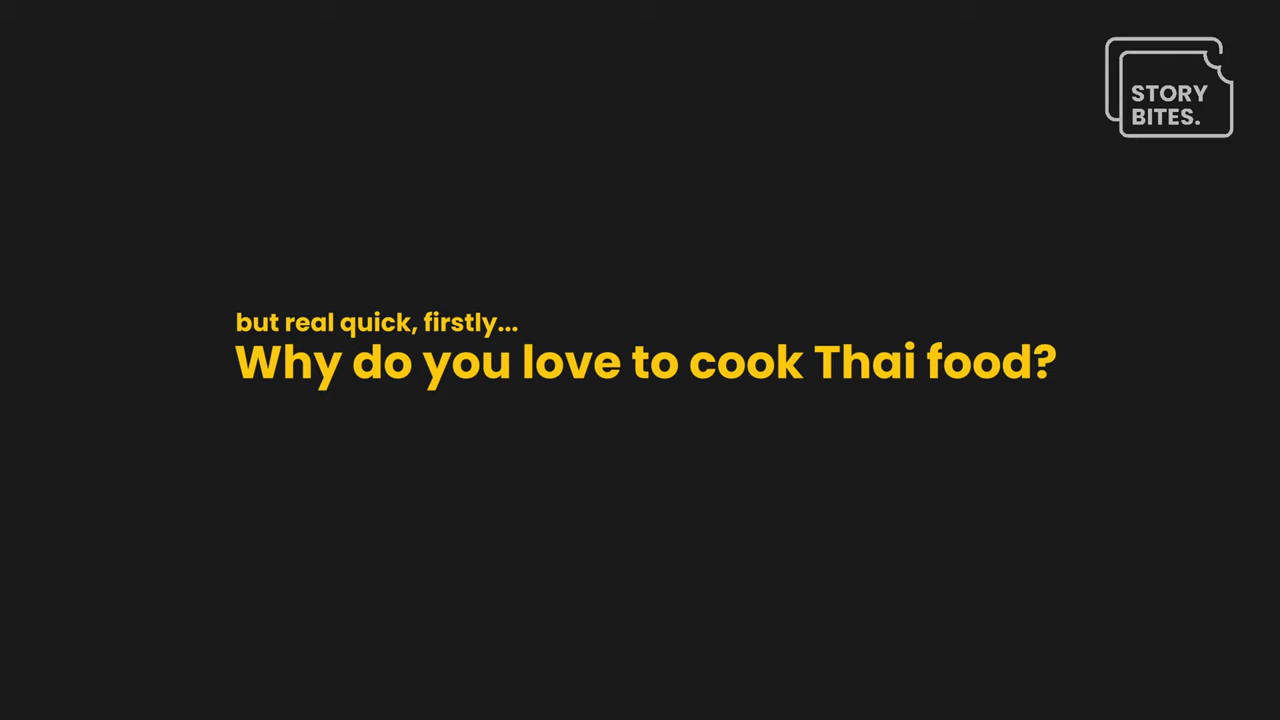 STORY
BITES.
but real quick, firstly...
Why do you love to cook Thai food?